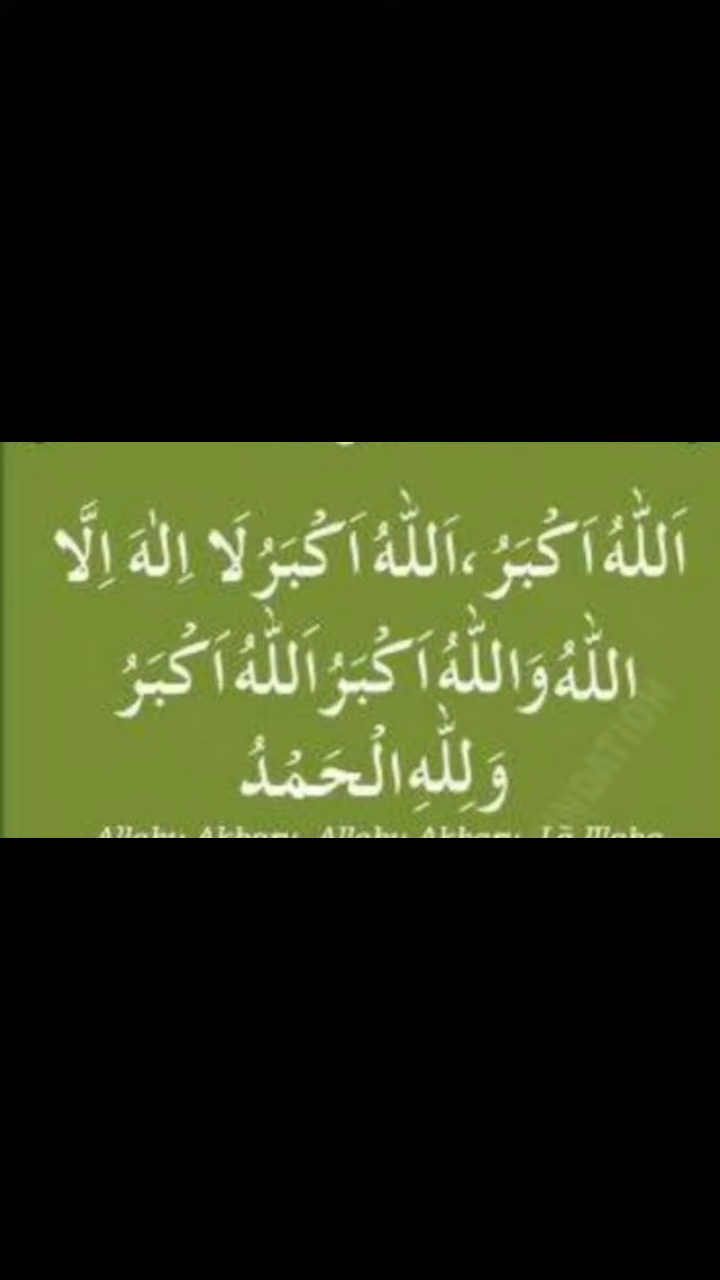 اَللّٰهُ اَكْبَرُ ،اَللّٰهُ اَكْبَرُ لَا اِلٰهَ اِلَّا
اللّٰهُ وَاللّٰهُ اَكْبَرُ اَللّٰهُ اَكْبَرُ
وَلِلّٰهِ الْحَمْدُ